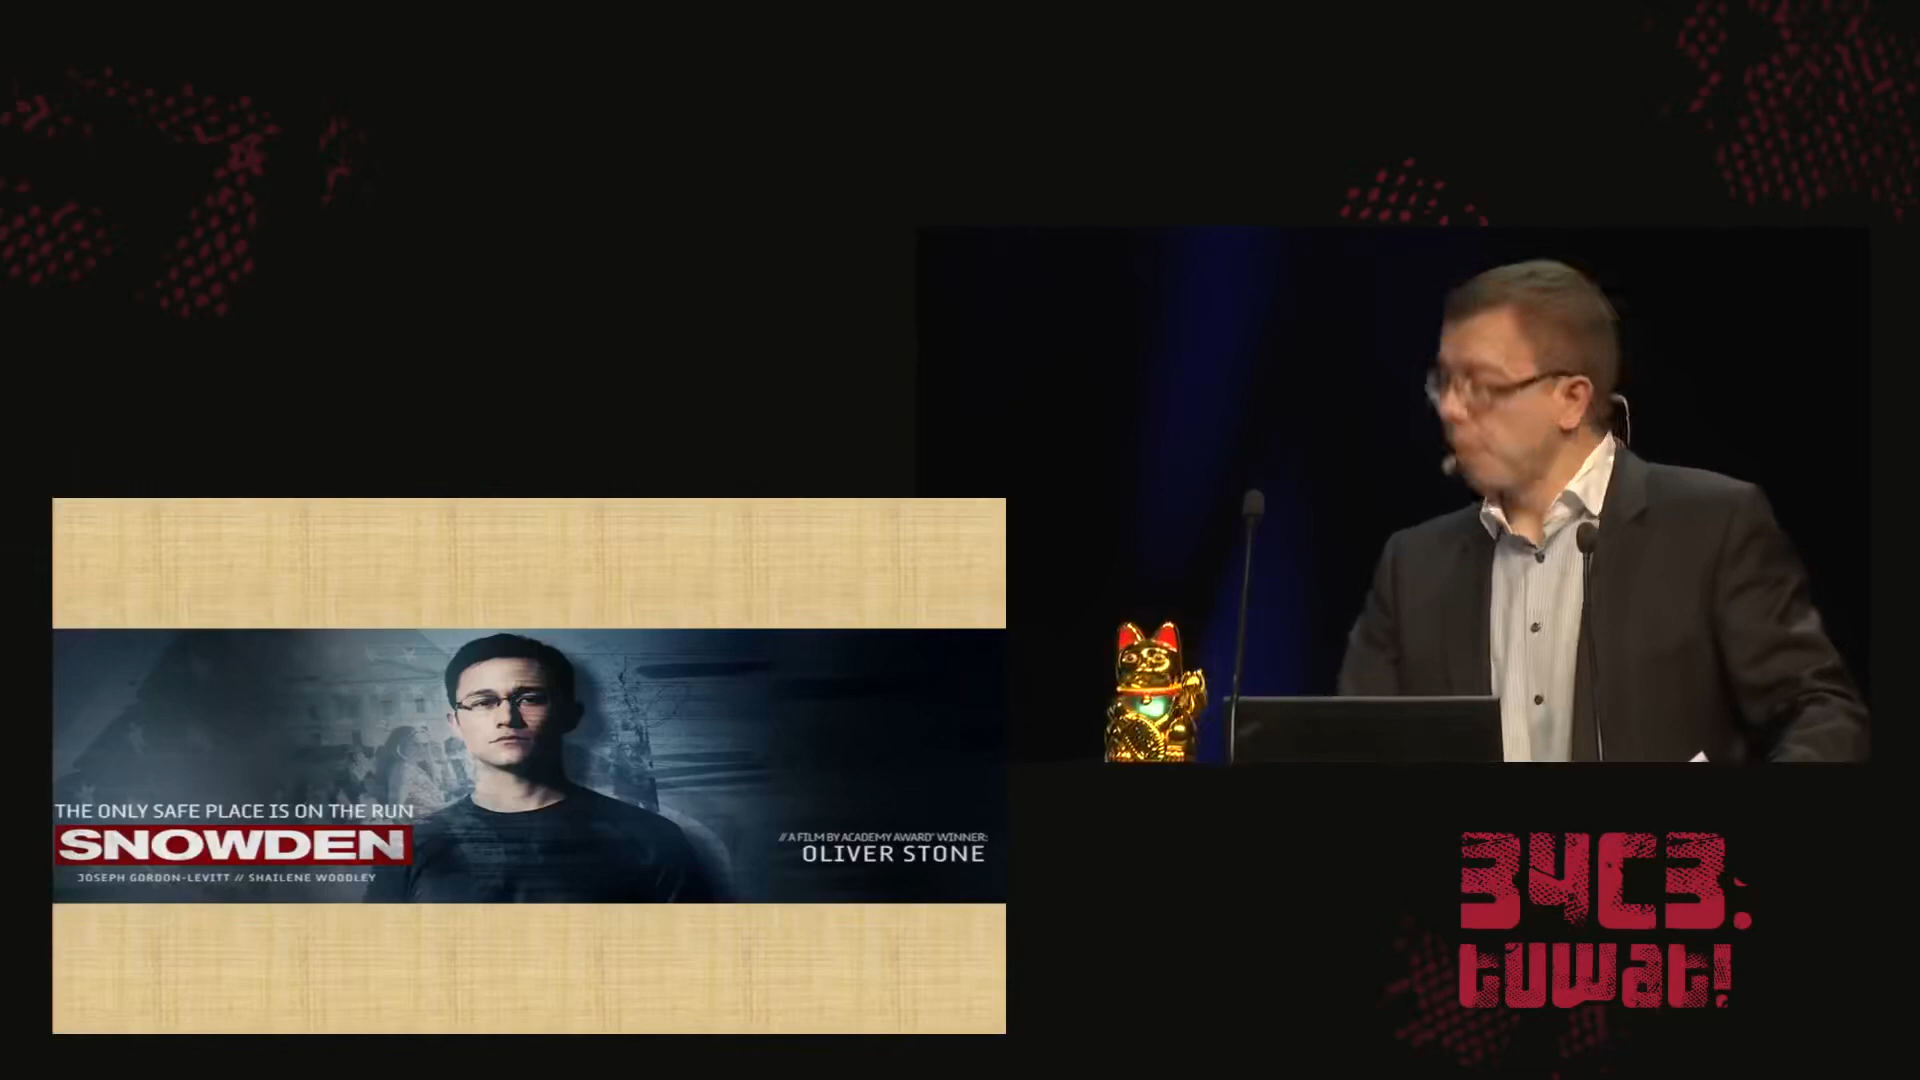 THE ONLY SAFE PLACE IS ON THE RUN
SNOWDEN
JOSEPH GORDON-LEVITT // SHAILENE WOODLEY
// A FILM BY ACADEMY AWARD® WINNER:
OLIVER STONE
34C3.
tuwat!